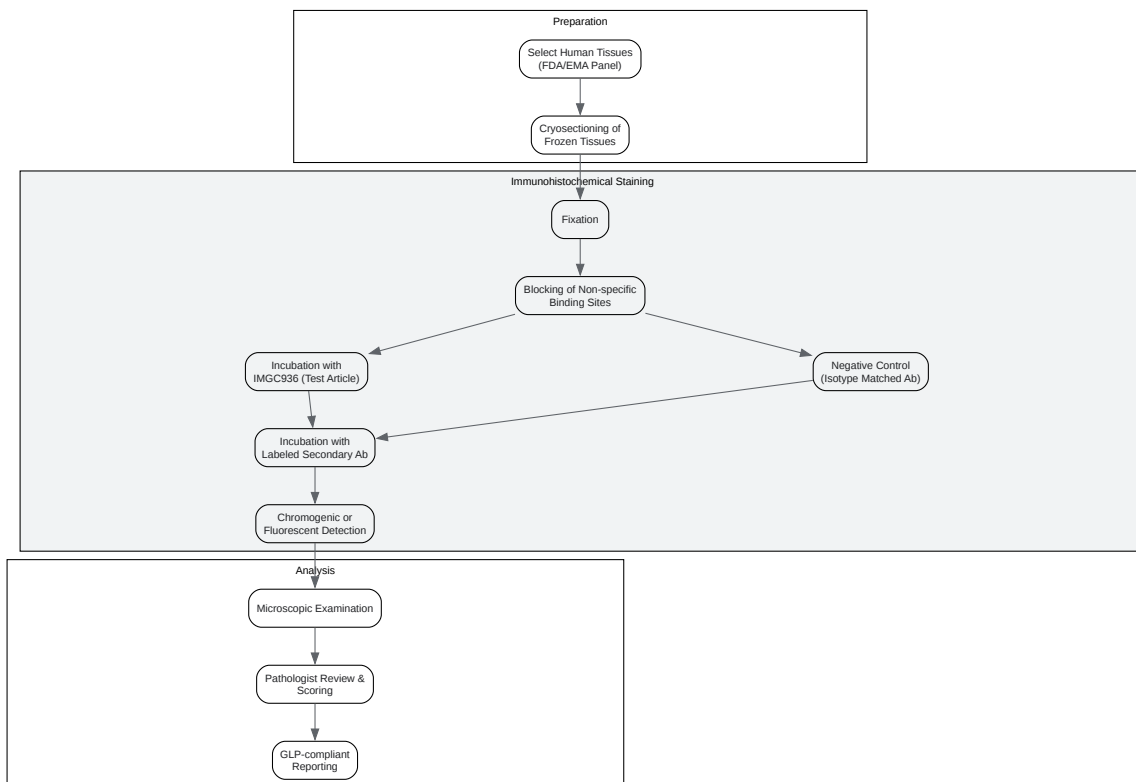 Preparation
Select Human Tissues
(FDA/EMA Panel)
Cryosectioning of
Frozen Tissues
Immunohistochemical Staining
Fixation
Blocking of Non-specific
Binding Sites
Incubation with
IMGC936 (Test Article)
Negative Control
(Isotype Matched Ab)
Incubation with
Labeled Secondary Ab
Chromogenic or
Fluorescent Detection
Analysis
Microscopic Examination
Pathologist Review &
Scoring
GLP-compliant
Reporting